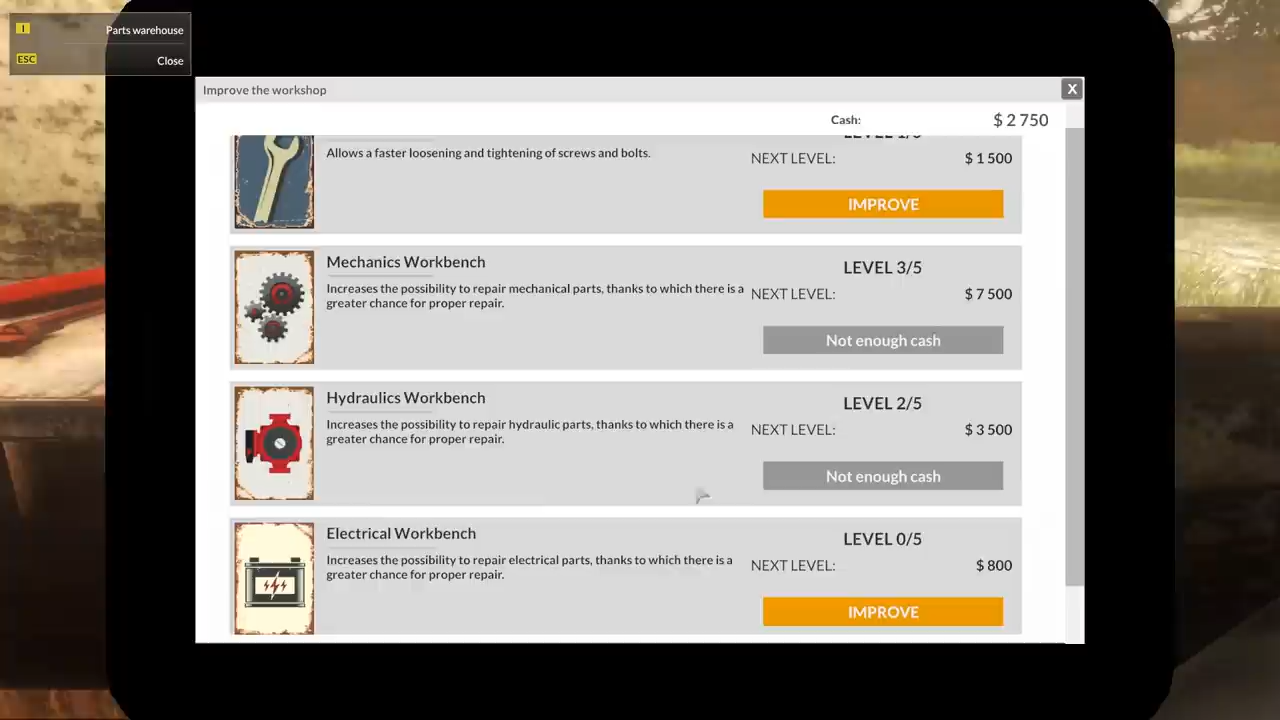 I Parts warehouse
ESC Close
Improve the workshop
X
Cash: $ 2 750
Allows a faster loosening and tightening of screws and bolts.
NEXT LEVEL: $ 1 500
IMPROVE
Mechanics Workbench
LEVEL 3/5
Increases the possibility to repair mechanical parts, thanks to which there is a
greater chance for proper repair.
NEXT LEVEL: $ 7 500
Not enough cash
Hydraulics Workbench
LEVEL 2/5
Increases the possibility to repair hydraulic parts, thanks to which there is a
greater chance for proper repair.
NEXT LEVEL: $ 3 500
Not enough cash
Electrical Workbench
LEVEL 0/5
Increases the possibility to repair electrical parts, thanks to which there is a
greater chance for proper repair.
NEXT LEVEL: $ 800
IMPROVE